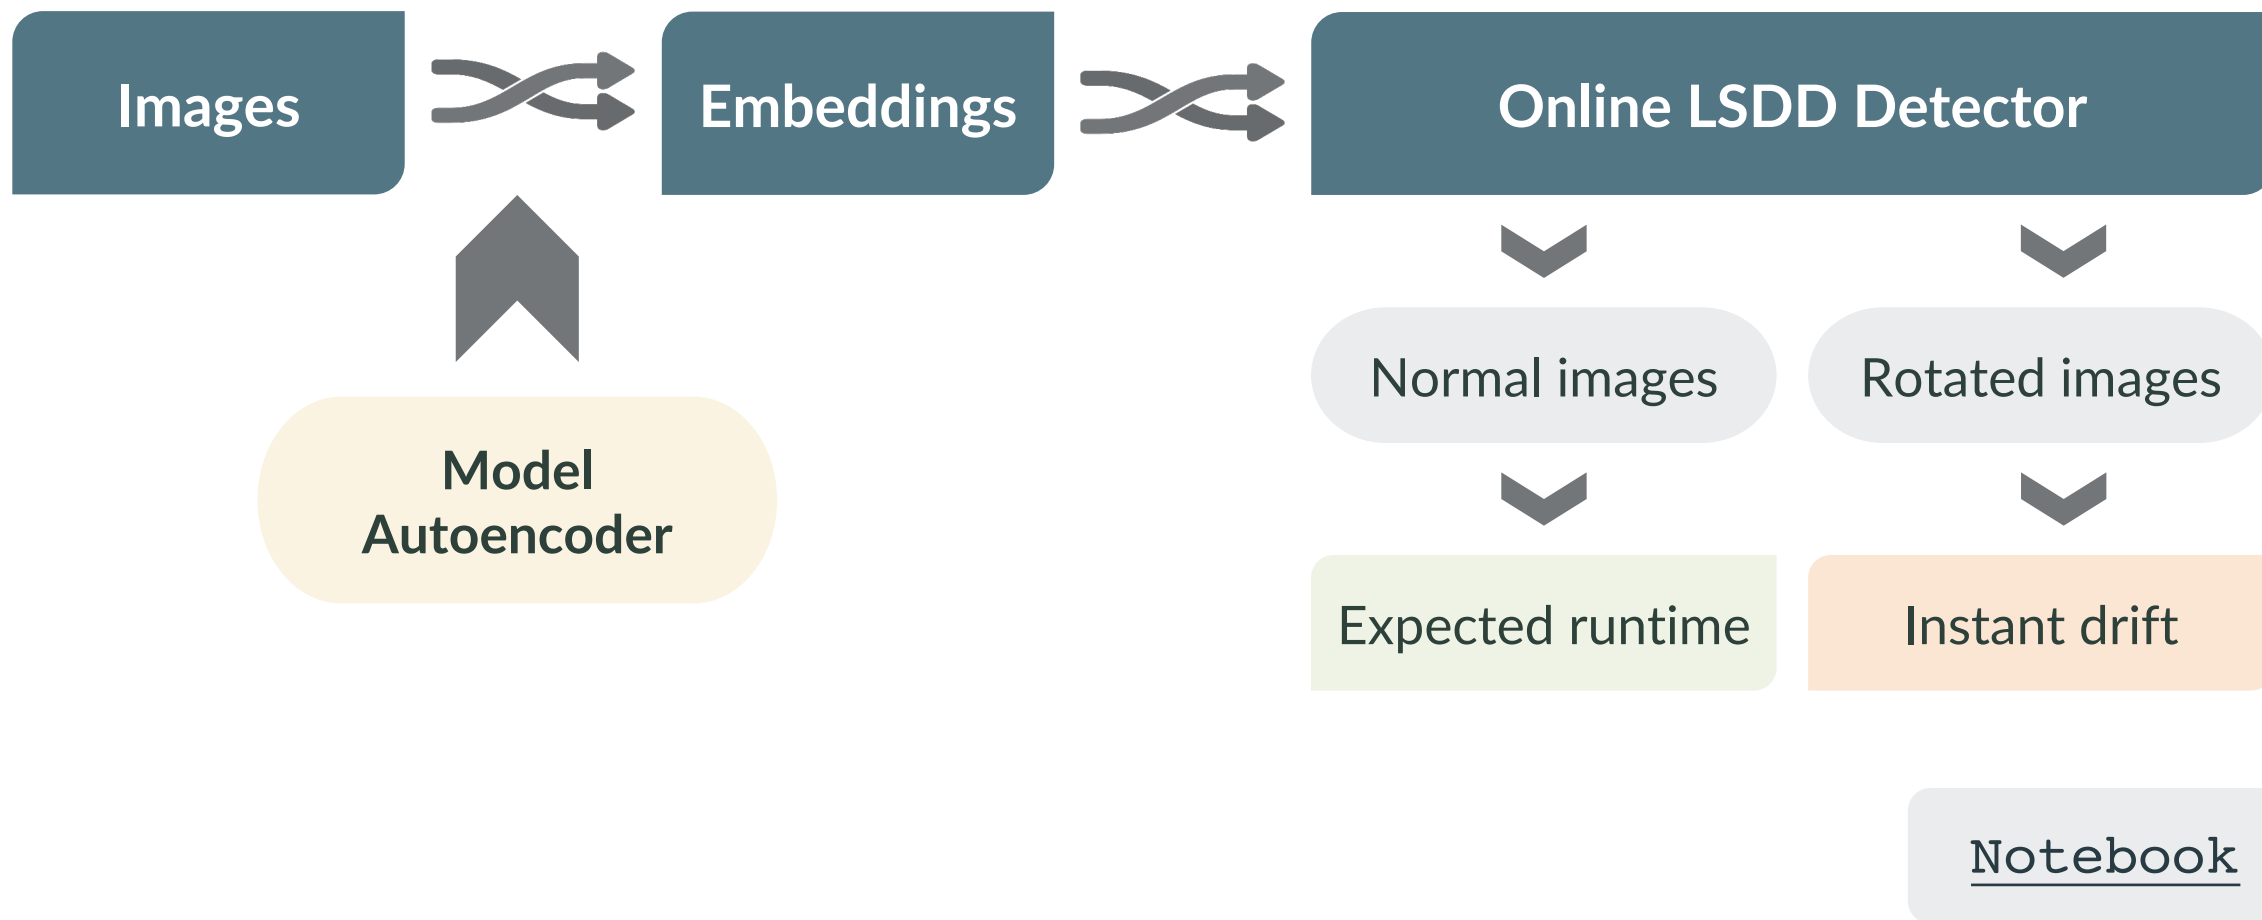 Images
Embeddings
Online LSDD Detector
Model
Autoencoder
Normal images
Rotated images
Expected runtime
Instant drift
Notebook